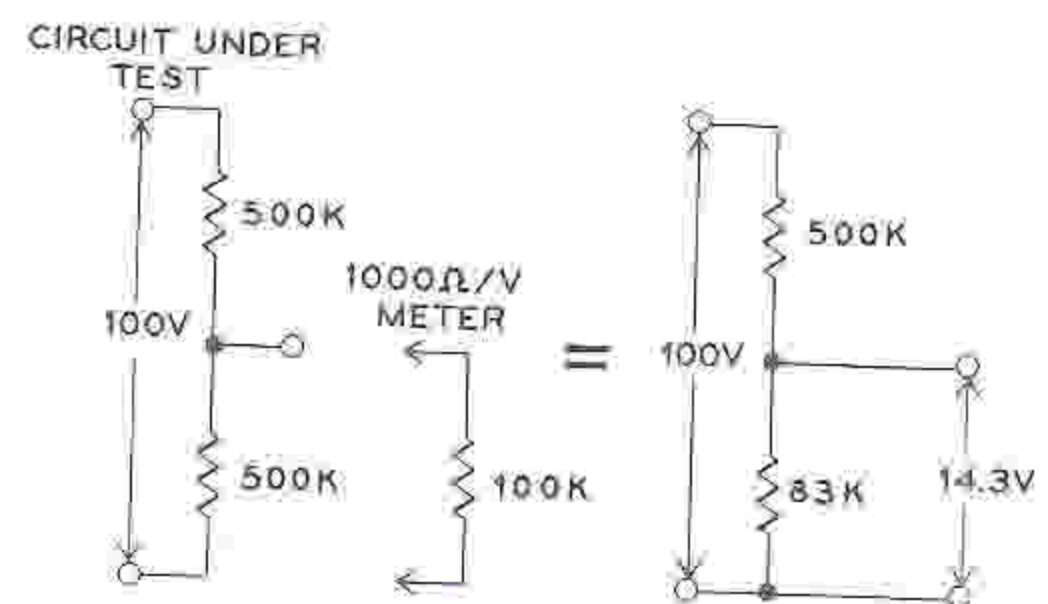 CIRCUIT UNDER
TEST
500K
100V
500K
1000Ω/V
METER
100K
=
500K
100V
83K
14.3V